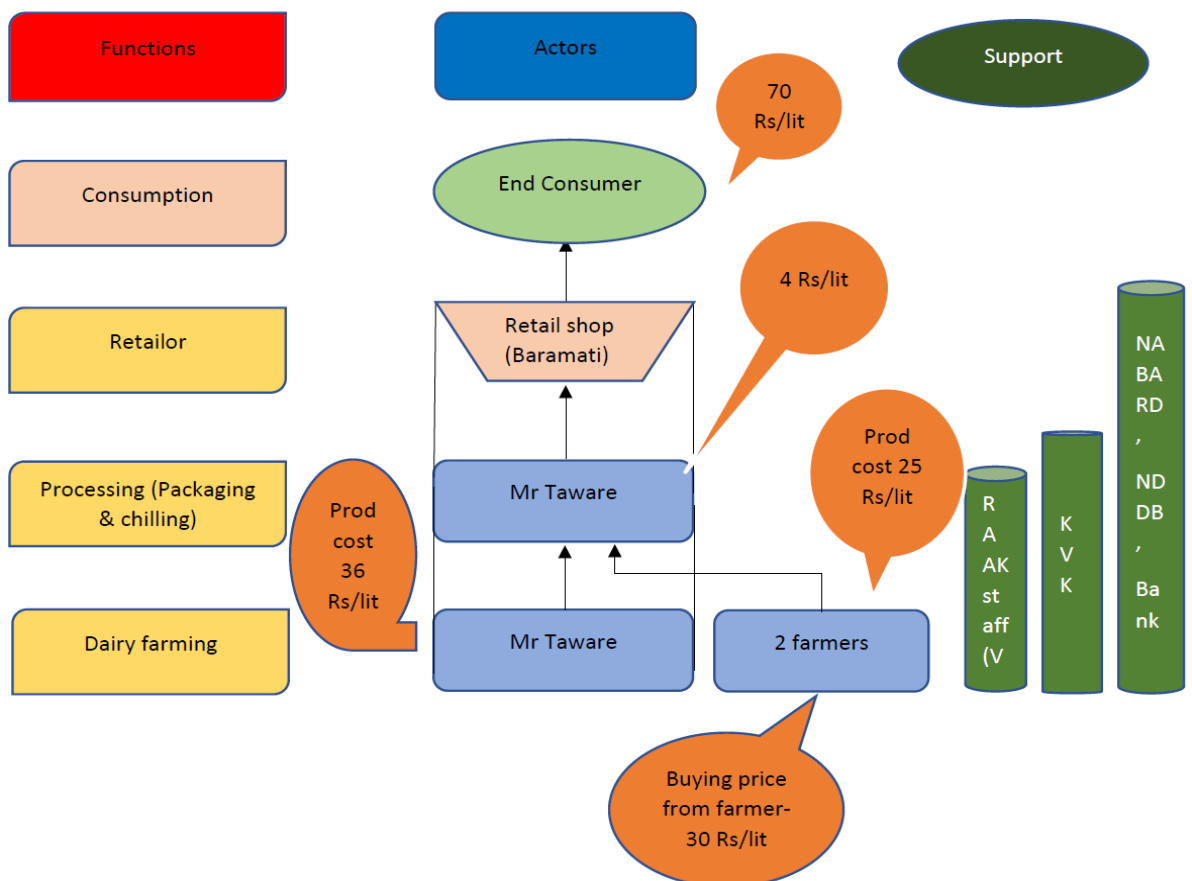 Functions
Actors
Support
70
Rs/lit
Consumption
End Consumer
4 Rs/lit
Retailor
Retail shop
(Baramati)
Processing (Packaging
& chilling)
Prod
cost
36
Rs/lit
Mr Taware
Prod
cost 25
Rs/lit
Dairy farming
Mr Taware
2 farmers
Buying price
from farmer-
30 Rs/lit
R
A
AK
st
aff
(V
K
V
K
NA
BA
RD
,
ND
DB
,
Ba
nk